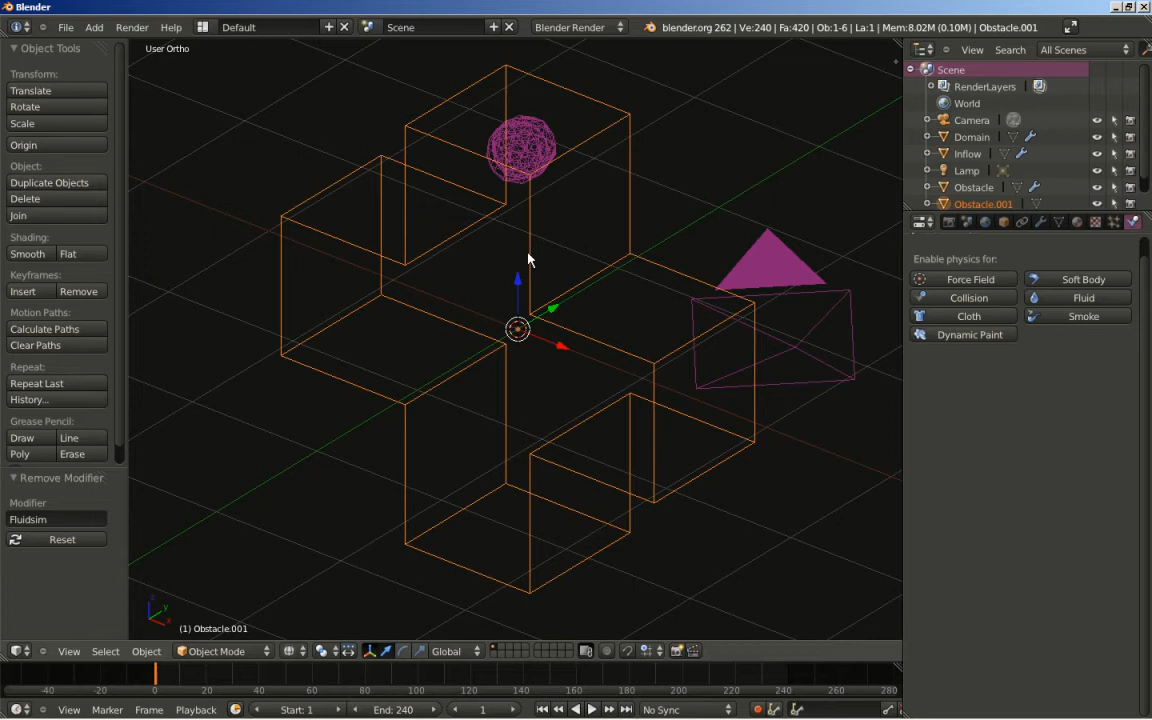 Blender
File Add Render Help Default Scene Blender Render blender.org 262 | Ve:240 | Fa:420 | Ob:1-6 | La:1 | Mem:8.02M (0.10M) | Obstacle.001
Object Tools
Transform:
Translate
Rotate
Scale
Origin
Object:
Duplicate Objects
Delete
Join
Shading:
Smooth Flat
Keyframes:
Insert Remove
Motion Paths:
Calculate Paths
Clear Paths
Repeat:
Repeat Last
History...
Grease Pencil:
Draw Line
Poly Erase
Remove Modifier
Modifier
Fluidsim
Reset
User Ortho
z
y
x
(1) Obstacle.001
View Select Object Object Mode Global
-40 -20 0 20 40 60 80 100 120 140 160 180 200 220 240 260 280
View Marker Frame Playback Start: 1 End: 240 1 No Sync
View Search All Scenes
Scene
RenderLayers
World
Camera
Domain
Inflow
Lamp
Obstacle
Obstacle.001
Enable physics for:
Force Field Soft Body
Collision Fluid
Cloth Smoke
Dynamic Paint